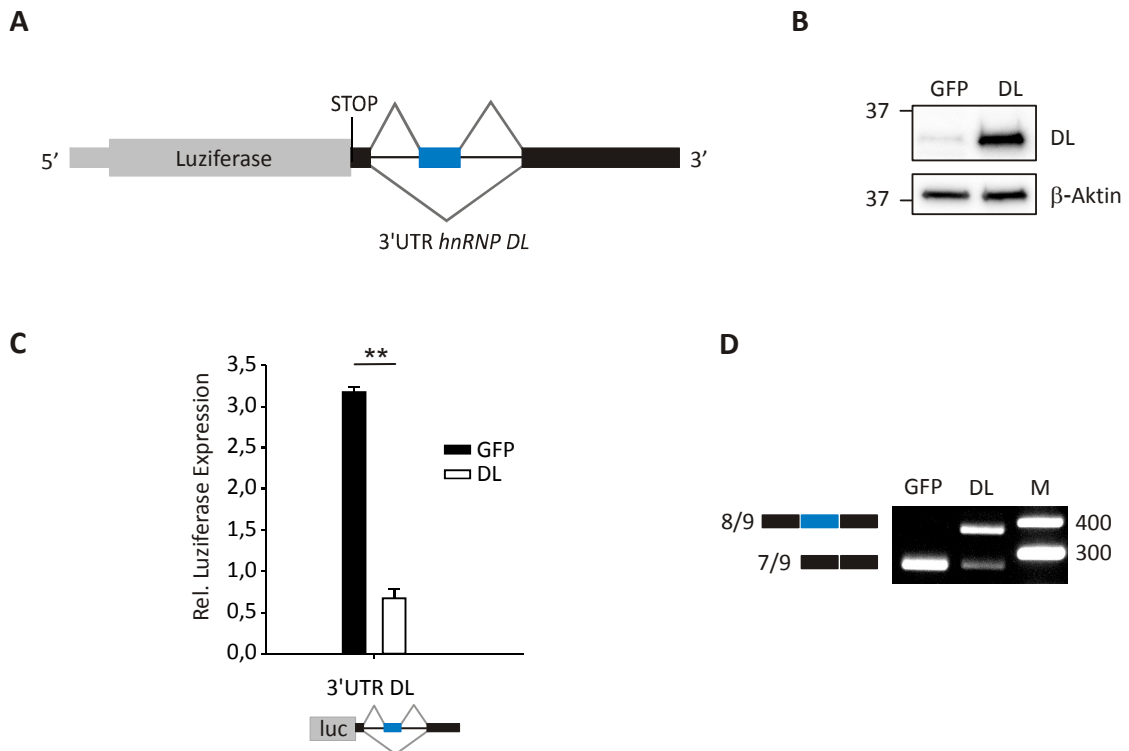 A
STOP
5’ Luziferase 3’
3'UTR hnRNP DL
B
GFP DL
37
DL
37
β-Aktin
C
Rel. Luziferase Expression
3,5
3,0
2,5
2,0
1,5
1,0
0,5
0,0
**
GFP
DL
3'UTR DL
luc
D
GFP DL M
8/9 400
7/9 300